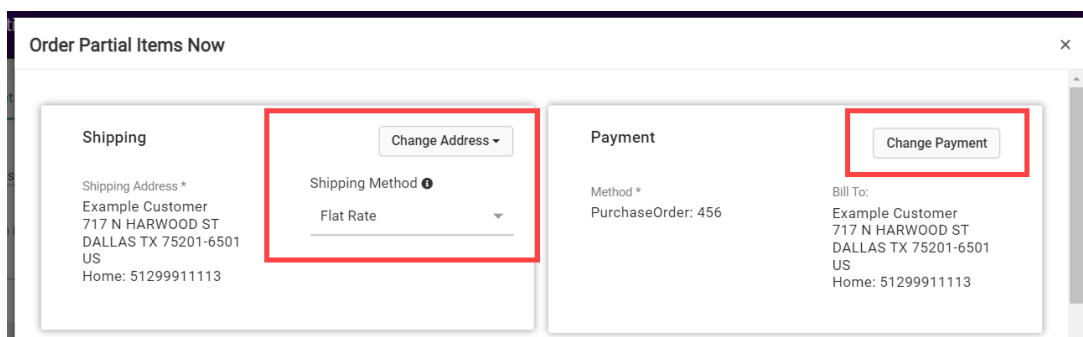 Order Partial Items Now
×
Shipping
Change Address
Shipping Address *
Example Customer
717 N HARWOOD ST
DALLAS TX 75201-6501
US
Home: 51299911113
Shipping Method
Flat Rate
Payment
Change Payment
Method *
PurchaseOrder: 456
Bill To:
Example Customer
717 N HARWOOD ST
DALLAS TX 75201-6501
US
Home: 51299911113